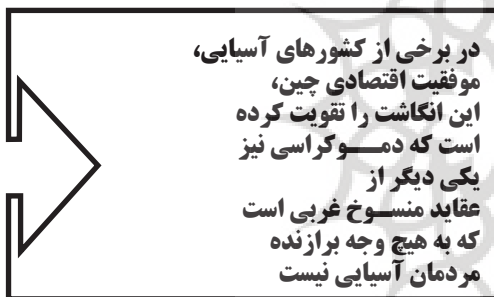 در برخی از کشورهای آسیایی،
موفقیت اقتصادی چین،
این انگاشت را تقویت کرده
است که دمـــوکراسی نیز
یکی دیگر از
عقاید منســوخ غربی است
که به هیچ وجه برازنده
مردمان آسیایی نیست